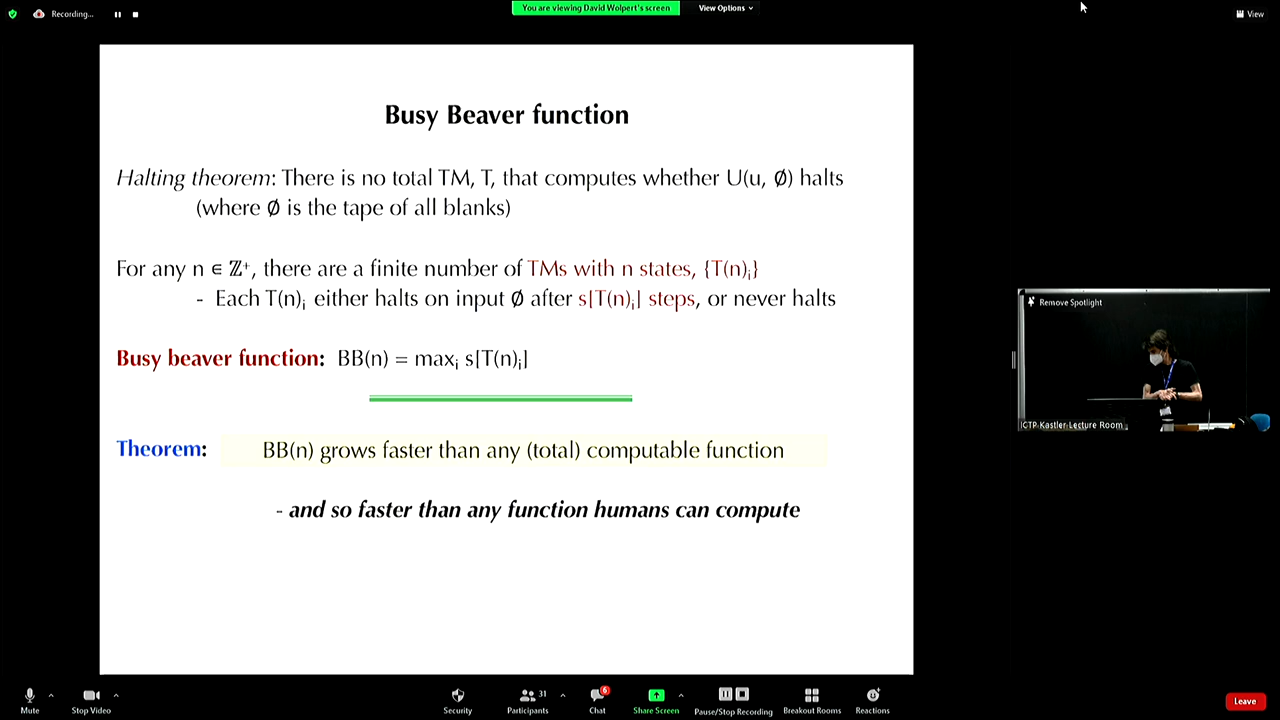 Recording...
You are viewing David Wolpert's screen
View Options
View
Busy Beaver function
Halting theorem: There is no total TM, T, that computes whether U(u, Ø) halts
(where Ø is the tape of all blanks)
For any n ∈ ℤ⁺, there are a finite number of TMs with n states, {T(n)ᵢ}
- Each T(n)ᵢ either halts on input Ø after s[T(n)ᵢ] steps, or never halts
Busy beaver function: BB(n) = maxᵢ s[T(n)ᵢ]
Theorem: BB(n) grows faster than any (total) computable function
- and so faster than any function humans can compute
Remove Spotlight
ICTP Kastler Lecture Room
31
6
Mute
Stop Video
Security
Participants
Chat
Share Screen
Pause/Stop Recording
Breakout Rooms
Reactions
Leave